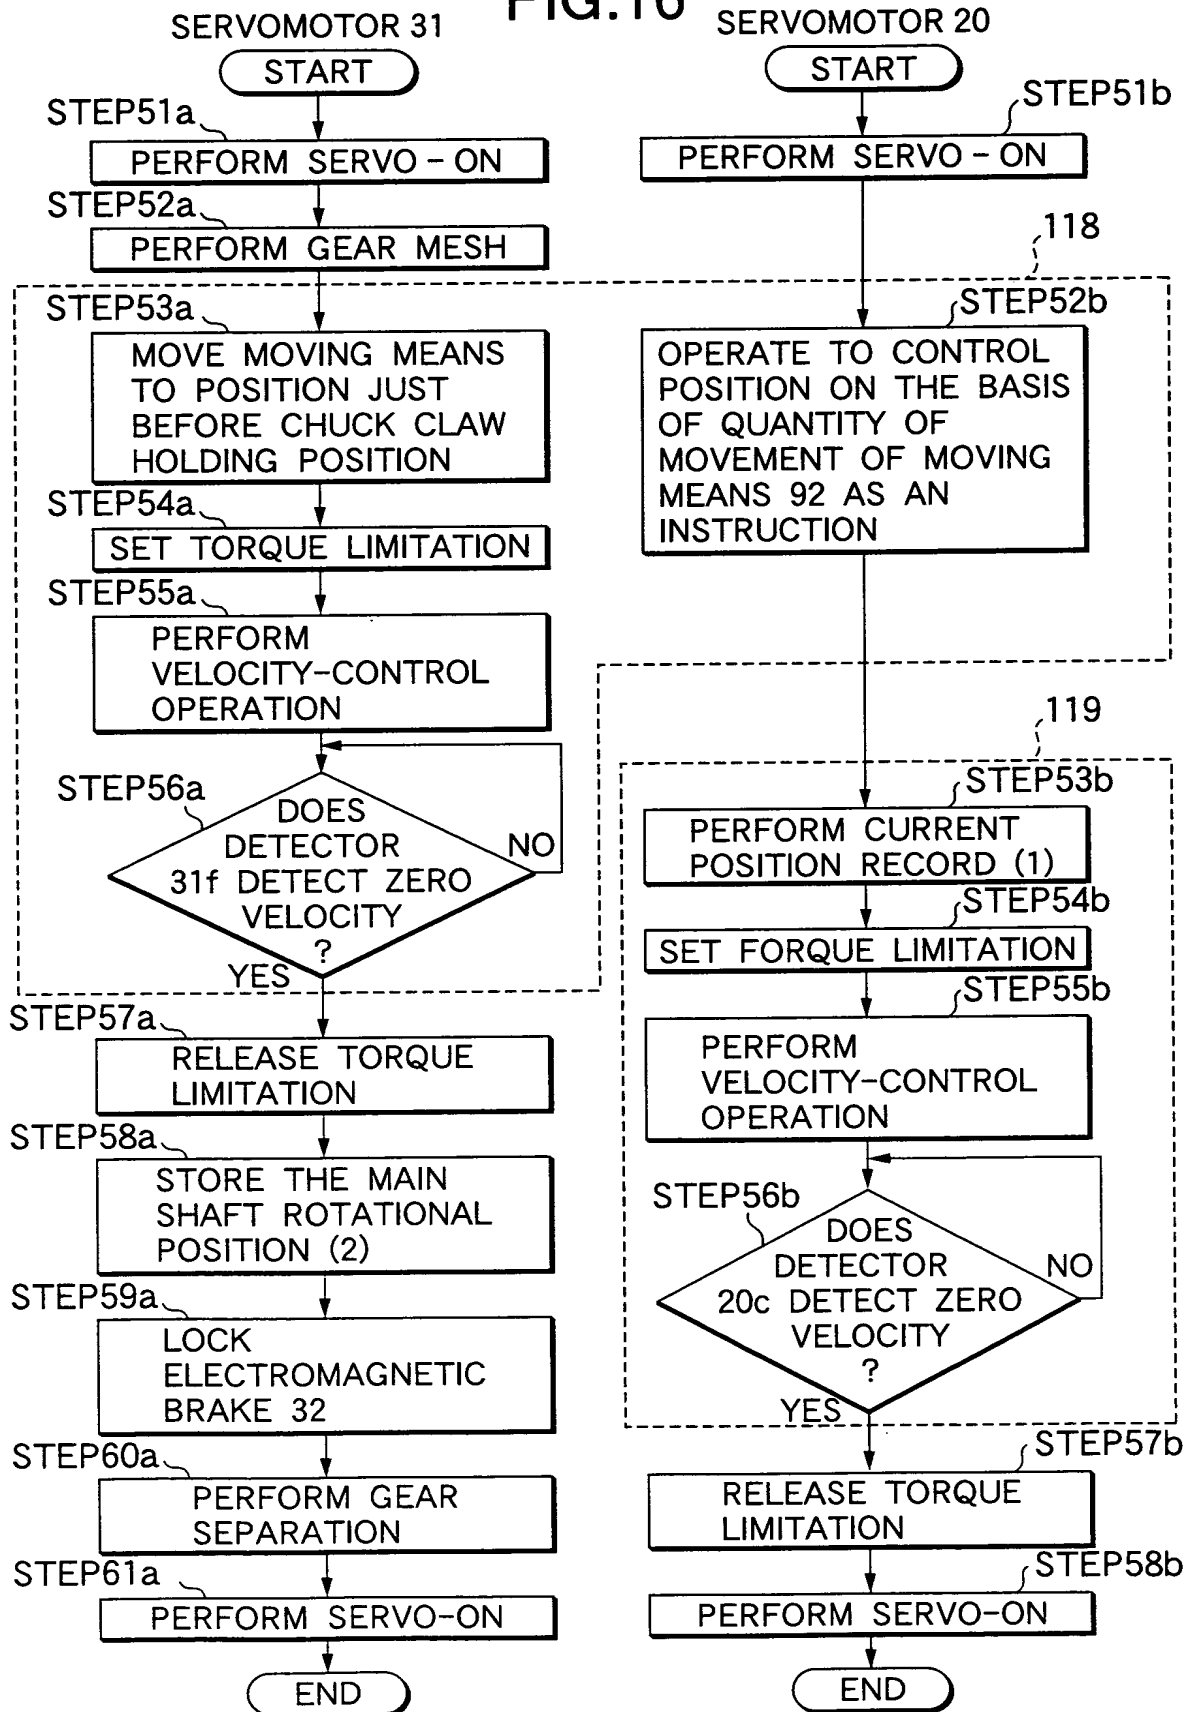 FIG.16
SERVOMOTOR 31
START
STEP51a
PERFORM SERVO-ON
STEP52a
PERFORM GEAR MESH
STEP53a
MOVE MOVING MEANS
TO POSITION JUST
BEFORE CHUCK CLAW
HOLDING POSITION
STEP54a
SET TORQUE LIMITATION
STEP55a
PERFORM
VELOCITY-CONTROL
OPERATION
STEP56a
DOES
DETECTOR
31f DETECT ZERO
VELOCITY
?
NO
YES
STEP57a
RELEASE TORQUE
LIMITATION
STEP58a
STORE THE MAIN
SHAFT ROTATIONAL
POSITION (2)
STEP59a
LOCK
ELECTROMAGNETIC
BRAKE 32
STEP60a
PERFORM GEAR
SEPARATION
STEP61a
PERFORM SERVO-ON
END
SERVOMOTOR 20
START
STEP51b
PERFORM SERVO-ON
118
STEP52b
OPERATE TO CONTROL
POSITION ON THE BASIS
OF QUANTITY OF
MOVEMENT OF MOVING
MEANS 92 AS AN
INSTRUCTION
119
STEP53b
PERFORM CURRENT
POSITION RECORD (1)
STEP54b
SET FORQUE LIMITATION
STEP55b
PERFORM
VELOCITY-CONTROL
OPERATION
STEP56b
DOES
DETECTOR
20c DETECT ZERO
VELOCITY
?
NO
YES
STEP57b
RELEASE TORQUE
LIMITATION
STEP58b
PERFORM SERVO-ON
END